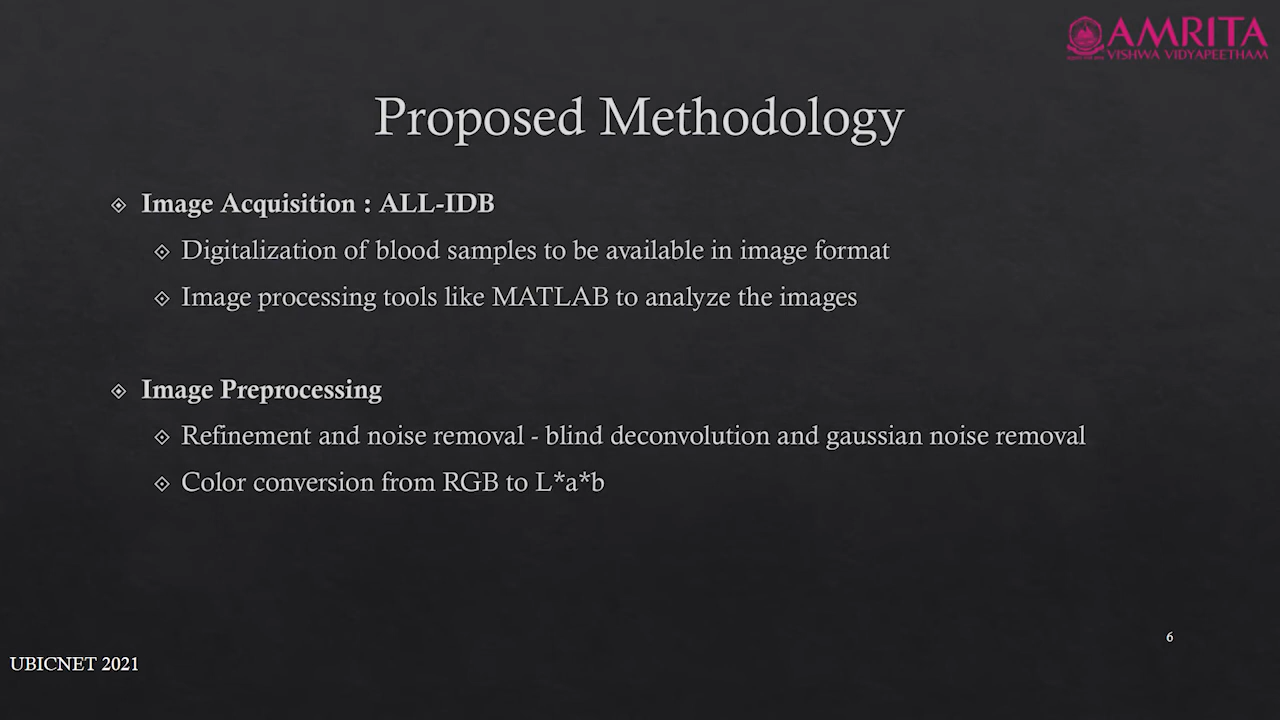 AMRITA
VISHWA VIDYAPEETHAM
Proposed Methodology
Image Acquisition : ALL-IDB
Digitalization of blood samples to be available in image format
Image processing tools like MATLAB to analyze the images
Image Preprocessing
Refinement and noise removal - blind deconvolution and gaussian noise removal
Color conversion from RGB to L*a*b
6
UBICNET 2021